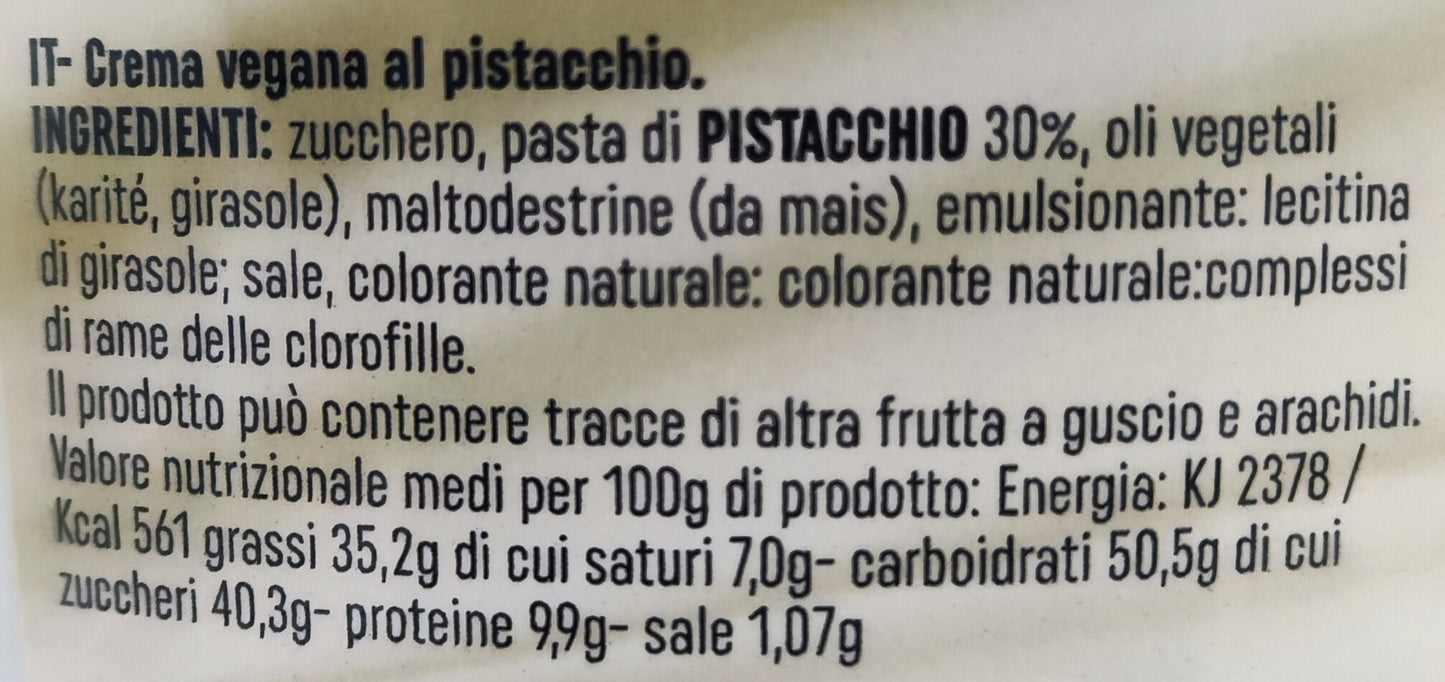 IT- Crema vegana al pistacchio.
INGREDIENTI: zucchero, pasta di PISTACCHIO 30%, oli vegetali
(karité, girasole), maltodestrine (da mais), emulsionante: lecitina
di girasole; sale, colorante naturale: colorante naturale:complessi
di rame delle clorofille.
Il prodotto può contenere tracce di altra frutta a guscio e arachidi.
Valore nutrizionale medi per 100g di prodotto: Energia: KJ 2378 /
Kcal 561 grassi 35,2g di cui saturi 7,0g- carboidrati 50,5g di cui
zuccheri 40,3g- proteine 9,9g- sale 1,07g